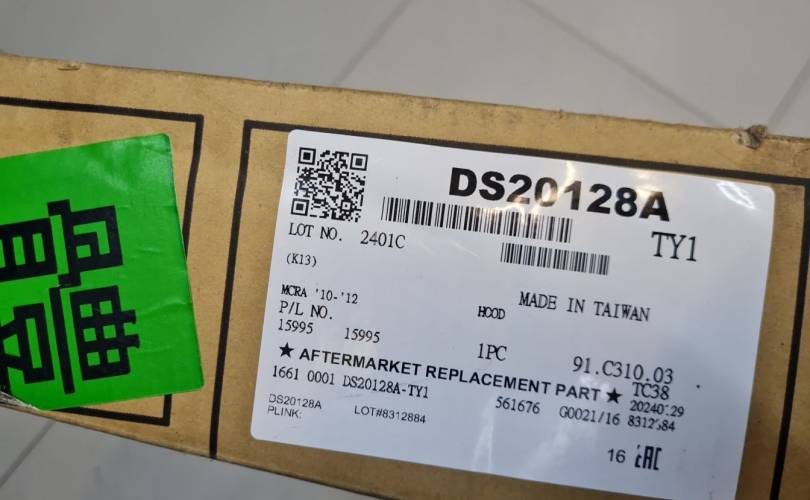 DS20128A
TY1
LOT NO. 2401C
(K13)
MCRA '10-'12
HOOD
MADE IN TAIWAN
P/L NO.
15995 15995
1PC
91.C310.03
★ AFTERMARKET REPLACEMENT PART ★
TC38
1661 0001 DS20128A-TY1
561676 G0021/16
DS20128A
PLINK:
LOT#8312884
16 EAC